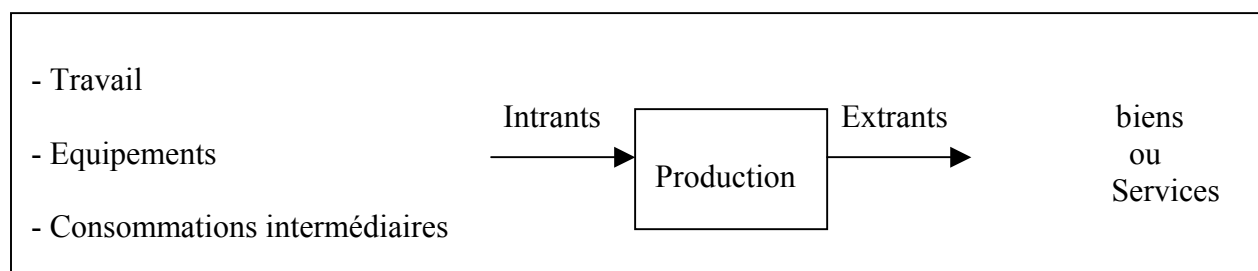 - Travail
- Equipements
- Consommations intermédiaires
Intrants
Production
Extrants
biens
ou
Services